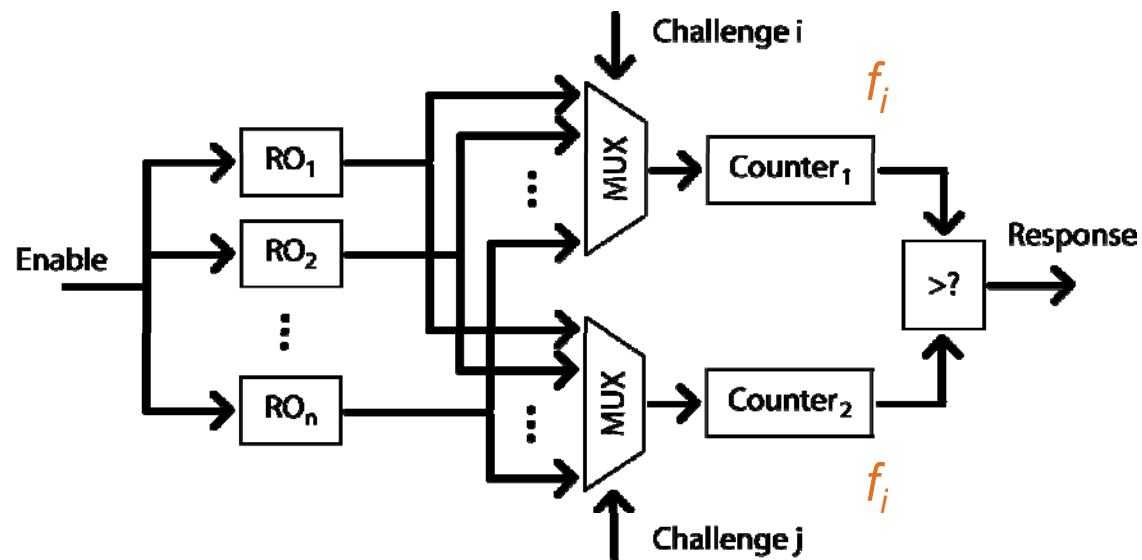 Challenge i
f_i
RO₁
MUX
Counter₁
...
Enable
RO₂
Response
>?
...
ROₙ
MUX
Counter₂
...
f_i
Challenge j